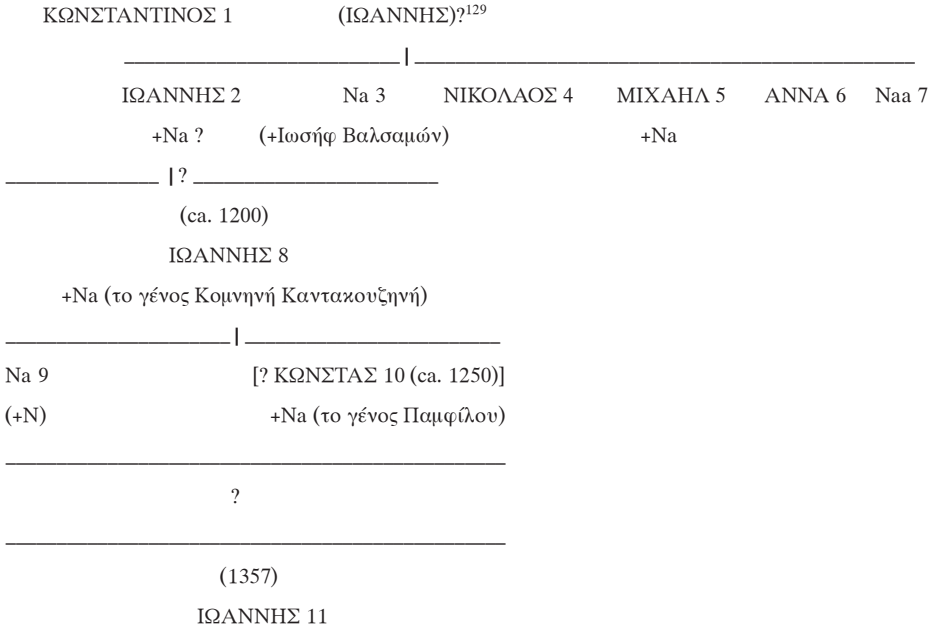 ΚΩΝΣΤΑΝΤΙΝΟΣ 1 (ΙΩΑΝΝΗΣ)?¹²⁹
ΙΩΑΝΝΗΣ 2 Na 3 ΝΙΚΟΛΑΟΣ 4 ΜΙΧΑΗΛ 5 ΑΝΝΑ 6 Naa 7
+Na ? (+Ιωσήφ Βαλσαμών) +Na
?
(ca. 1200)
ΙΩΑΝΝΗΣ 8
+Na (το γένος Κομνηνή Καντακουζηνή)
Na 9 [? ΚΩΝΣΤΑΣ 10 (ca. 1250)]
(+N) +Na (το γένος Παμφίλου)
?
(1357)
ΙΩΑΝΝΗΣ 11